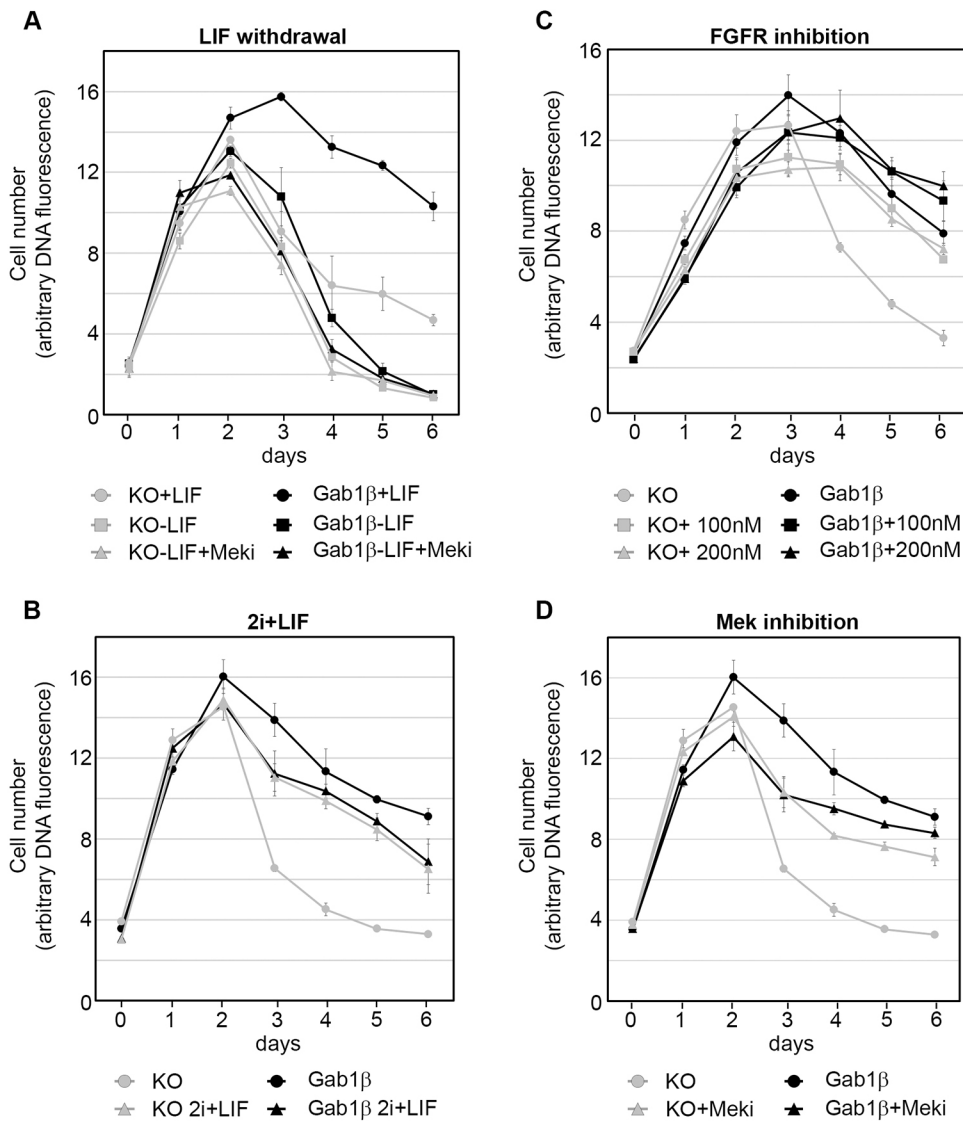 A
LIF withdrawal
Cell number
(arbitrary DNA fluorescence)
16
12
8
4
0
0 1 2 3 4 5 6
days
KO+LIF
Gab1β+LIF
KO-LIF
Gab1β-LIF
KO-LIF+Meki
Gab1β-LIF+Meki
B
2i+LIF
Cell number
(arbitrary DNA fluorescence)
16
12
8
4
0
0 1 2 3 4 5 6
days
KO
Gab1β
KO 2i+LIF
Gab1β 2i+LIF
C
FGFR inhibition
Cell number
(arbitrary DNA fluorescence)
16
12
8
4
0
0 1 2 3 4 5 6
days
KO
Gab1β
KO+ 100nM
Gab1β+100nM
KO+ 200nM
Gab1β+200nM
D
Mek inhibition
Cell number
(arbitrary DNA fluorescence)
16
12
8
4
0
0 1 2 3 4 5 6
days
KO
Gab1β
KO+Meki
Gab1β+Meki